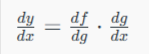 dy/dx = df/dg · dg/dx